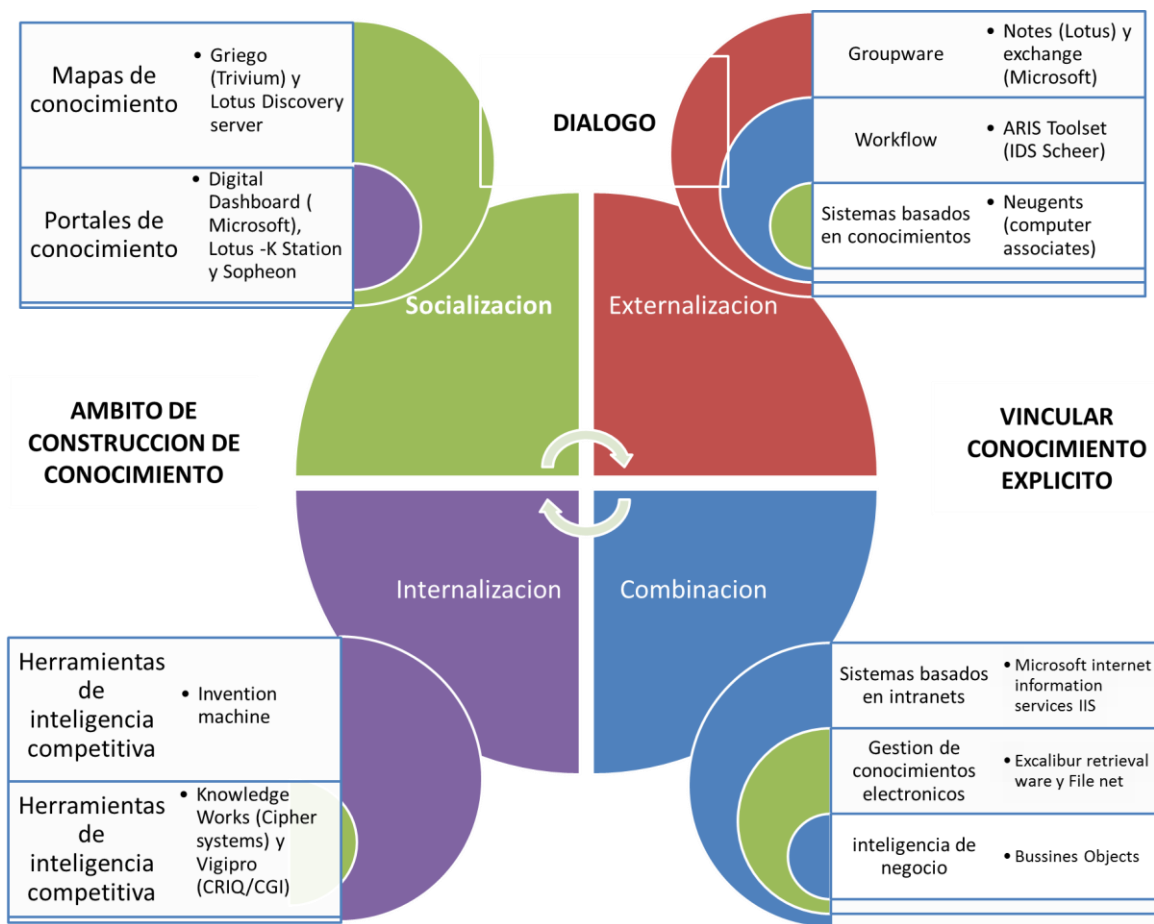 Mapas de
conocimiento
• Griego
(Trivium) y
Lotus Discovery
server
Portales de
conocimiento
• Digital
Dashboard (
Microsoft),
Lotus -K Station
y Sopheon
DIALOGO
Groupware
• Notes (Lotus) y
exchange
(Microsoft)
Workflow
• ARIS Toolset
(IDS Scheer)
Sistemas basados
en conocimientos
• Neugents
(computer
associates)
Socializacion
Externalizacion
AMBITO DE
CONSTRUCCION DE
CONOCIMIENTO
VINCULAR
CONOCIMIENTO
EXPLICITO
Internalizacion
Combinacion
Herramientas
de
inteligencia
competitiva
• Invention
machine
Herramientas
de
inteligencia
competitiva
• Knowledge
Works (Cipher
systems) y
Vigipro
(CRIQ/CGI)
Sistemas basados
en intranets
• Microsoft internet
information
services IIS
Gestion de
conocimientos
electronicos
• Excalibur retrieval
ware y File net
inteligencia de
negocio
• Bussines Objects